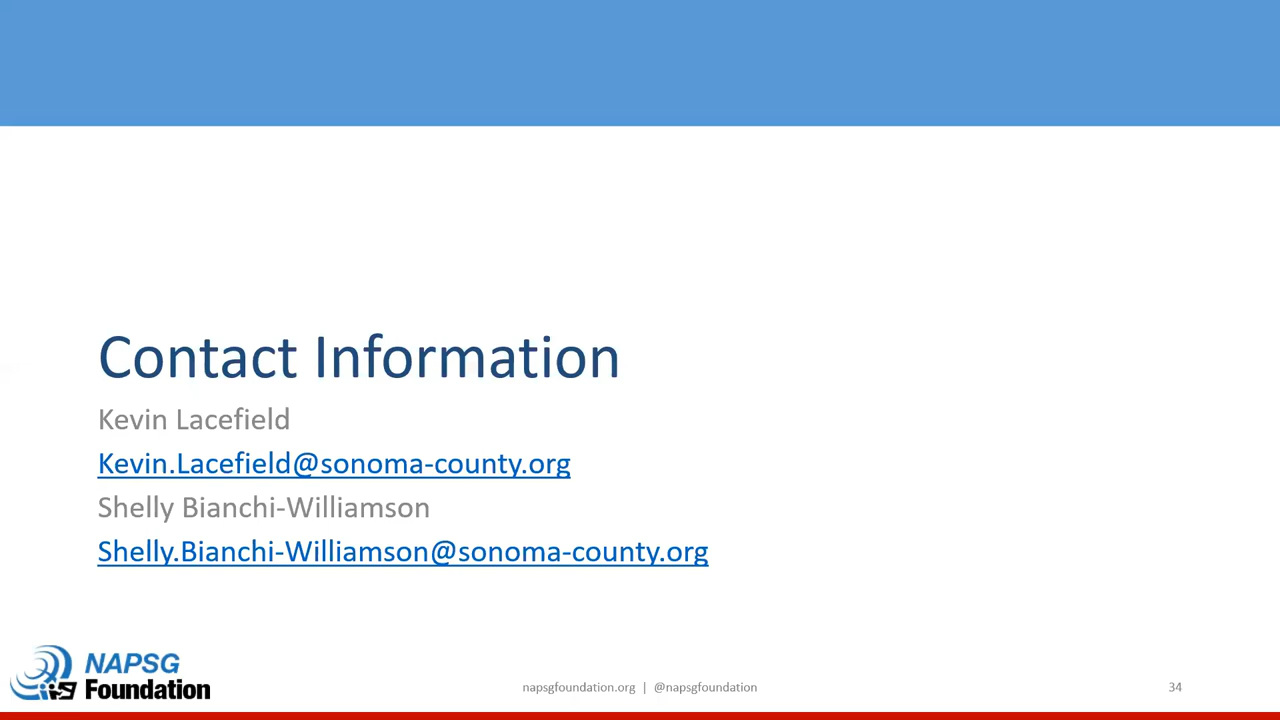 Contact Information
Kevin Lacefield
Kevin.Lacefield@sonoma-county.org
Shelly Bianchi-Williamson
Shelly.Bianchi-Williamson@sonoma-county.org
NAPSG
Foundation
napsgfoundation.org | @napsgfoundation
34